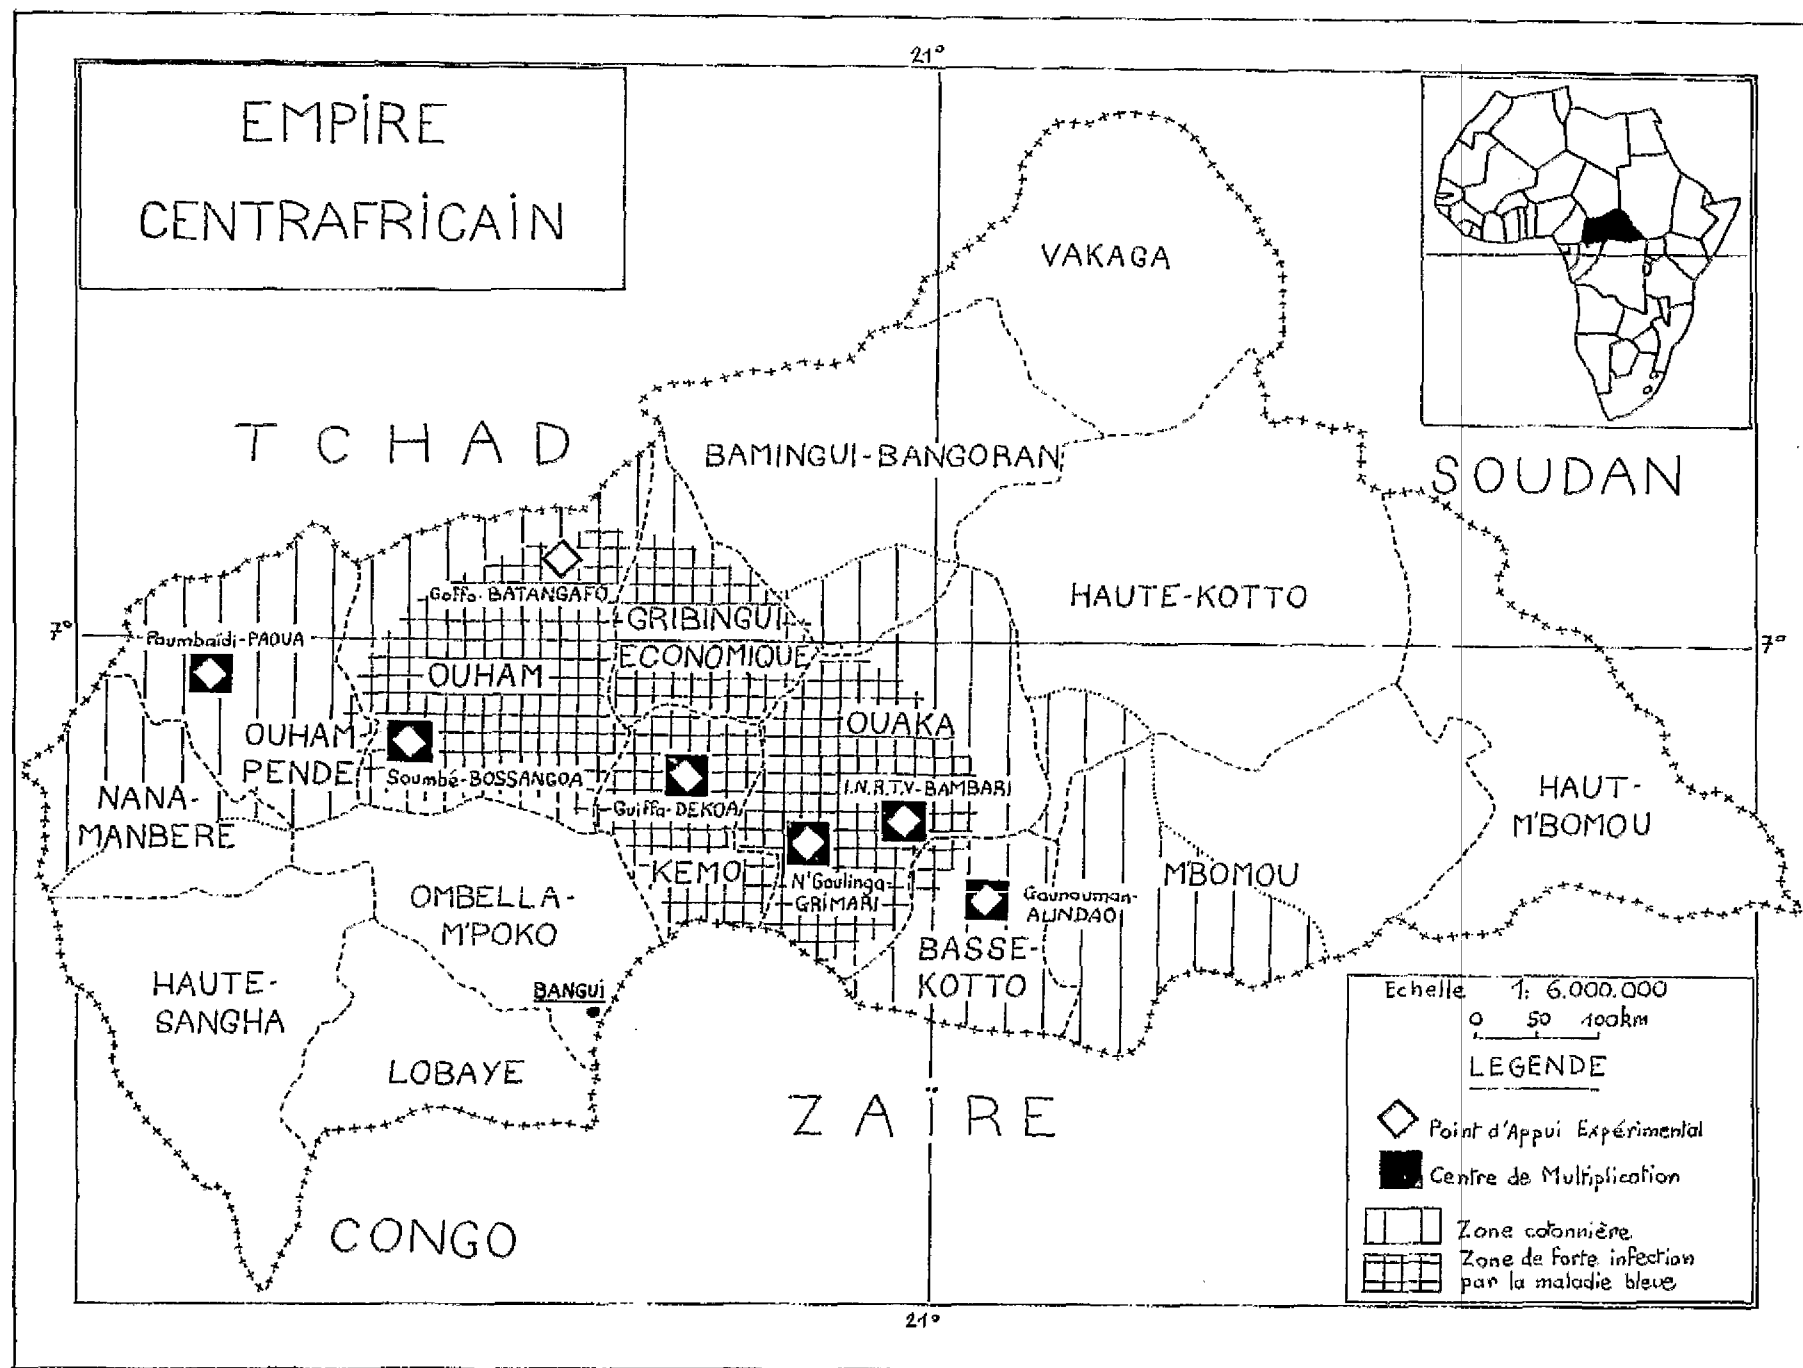 21°
EMPIRE
CENTRAFRICAIN
VAKAGA
TCHAD
BAMINGUI-BANGORAN
SOUDAN
Goffo-BATANGAFO
GRIBINGUI
ECONOMIQUE
HAUTE-KOTTO
7°
7°
Paumbaïdi-PAOUA
OUHAM
OUAKA
OUHAM-
PENDE
Soumbé-BOSSANGOA
I.N.R.T.V-BAMBARI
NANA-
MANBERE
Guiffa-DEKOA
HAUT-
M'BOMOU
KEMO
N'Goulinga-
GRIMARI
MBOMOU
OMBELLA-
M'POKO
Gounouman-
ALINDAO
BASSE-
KOTTO
HAUTE-
SANGHA
BANGUI
LOBAYE
ZAÏRE
CONGO
Echelle 1: 6.000.000
0 50 100km
LEGENDE
Point d'Appui Expérimental
Centre de Multiplication
Zone cotonnière
Zone de forte infection
par la maladie bleue
21°